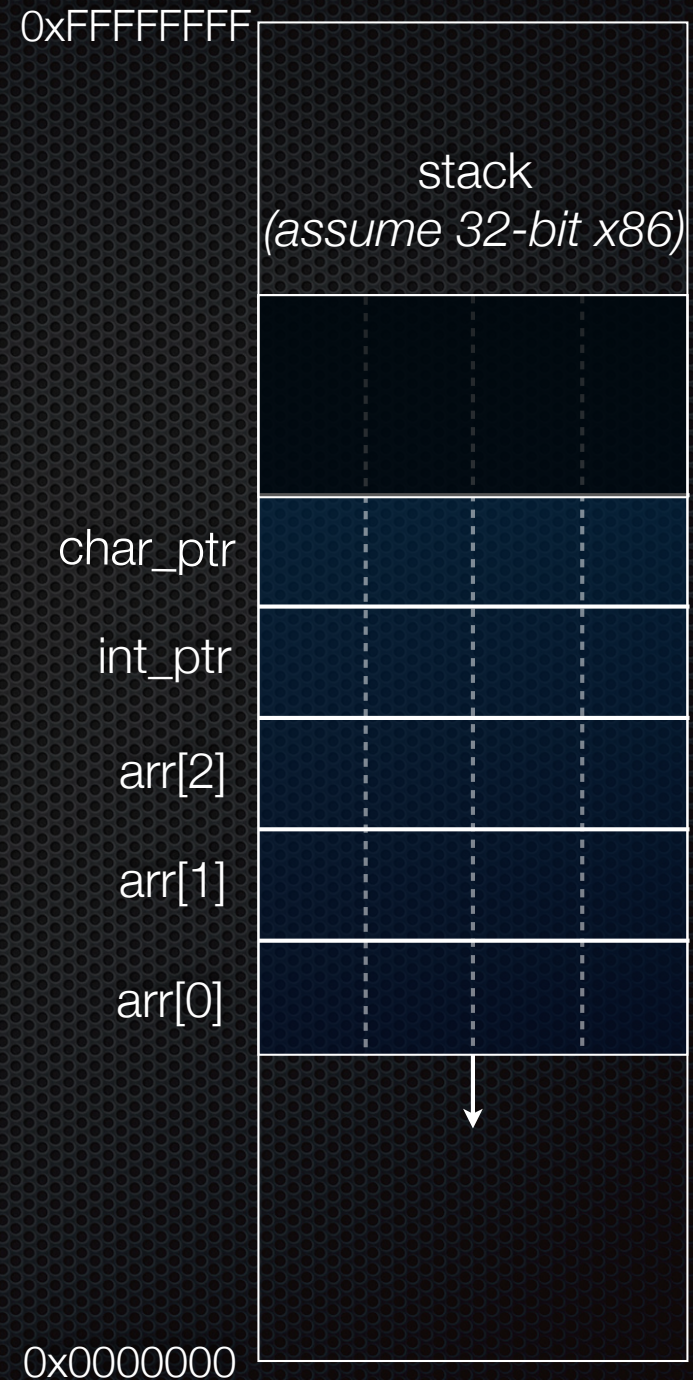 0xFFFFFFFF
stack
(assume 32-bit x86)
char_ptr
int_ptr
arr[2]
arr[1]
arr[0]
0x0000000